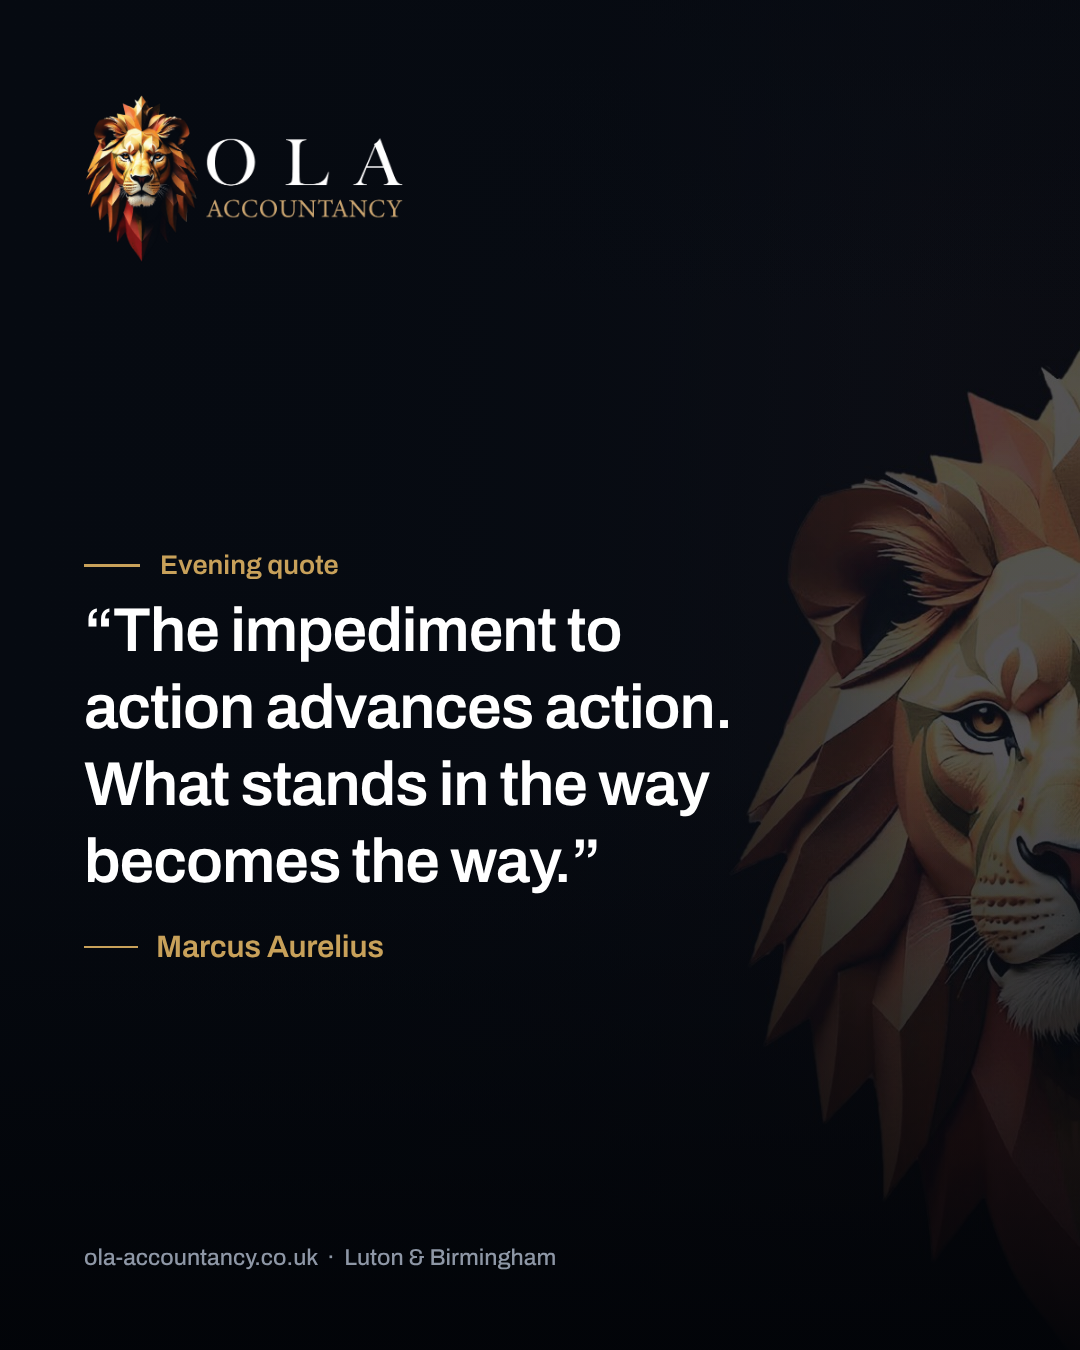 OLA
ACCOUNTANCY
Evening quote
“The impediment to
action advances action.
What stands in the way
becomes the way.”
Marcus Aurelius
ola-accountancy.co.uk · Luton & Birmingham